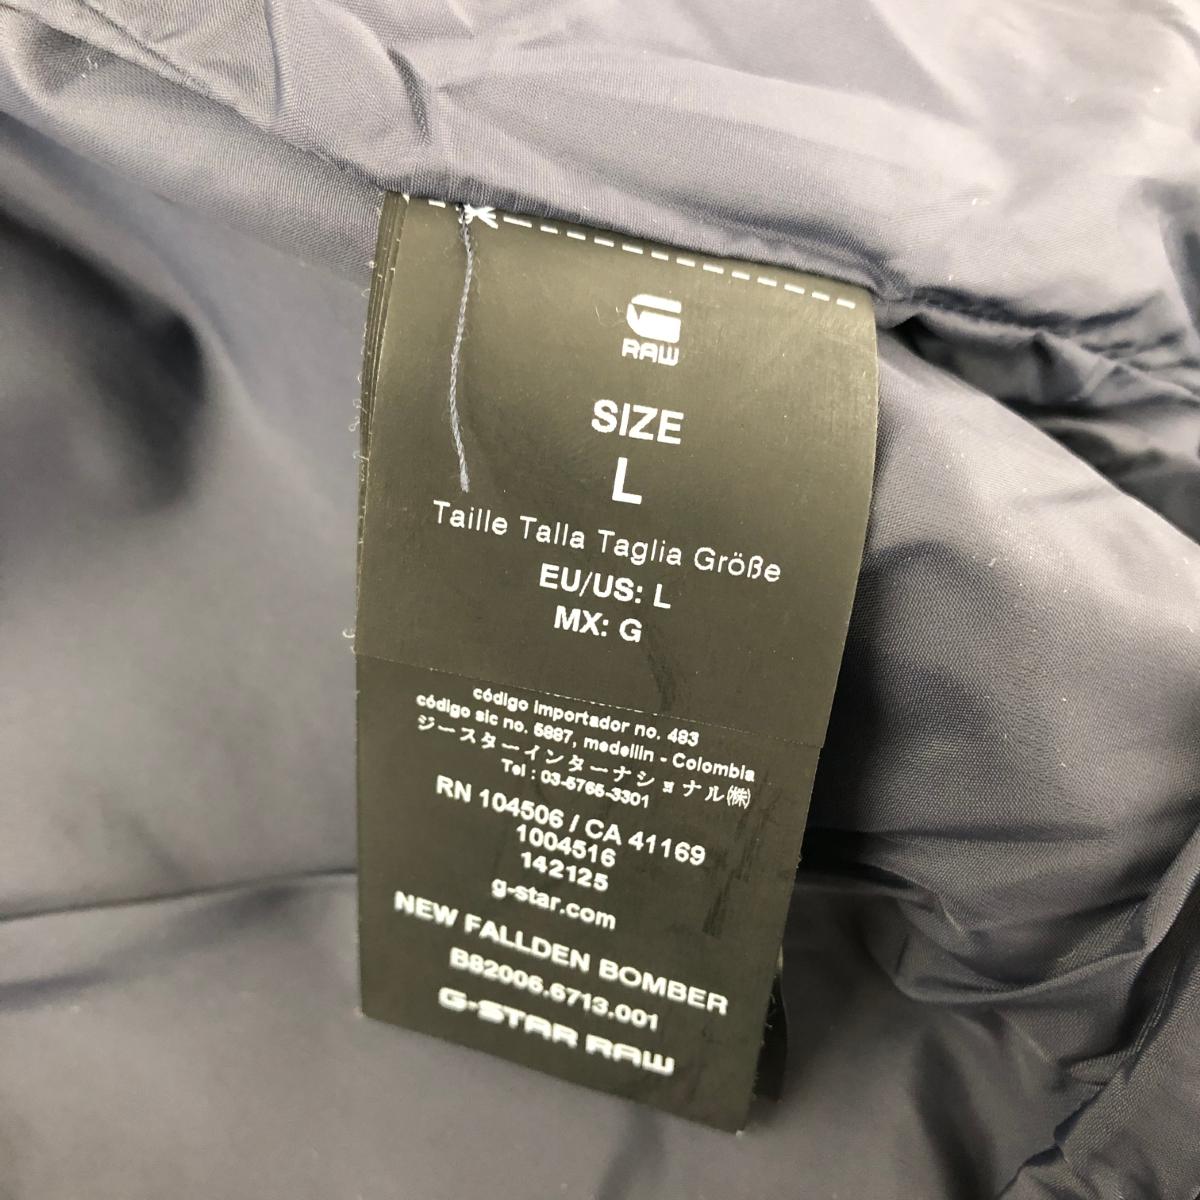 RAW
SIZE
L
Taille Talla Taglia Größe
EU/US: L
MX: G
código importador no. 483
código sic no. 5887, medellin - Colombia
ジースターインターナショナル(株)
Tel : 03-5765-3301
RN 104506 / CA 41169
1004516
142125
g-star.com
NEW FALLDEN BOMBER
B82006.6713.001
G-STAR RAW